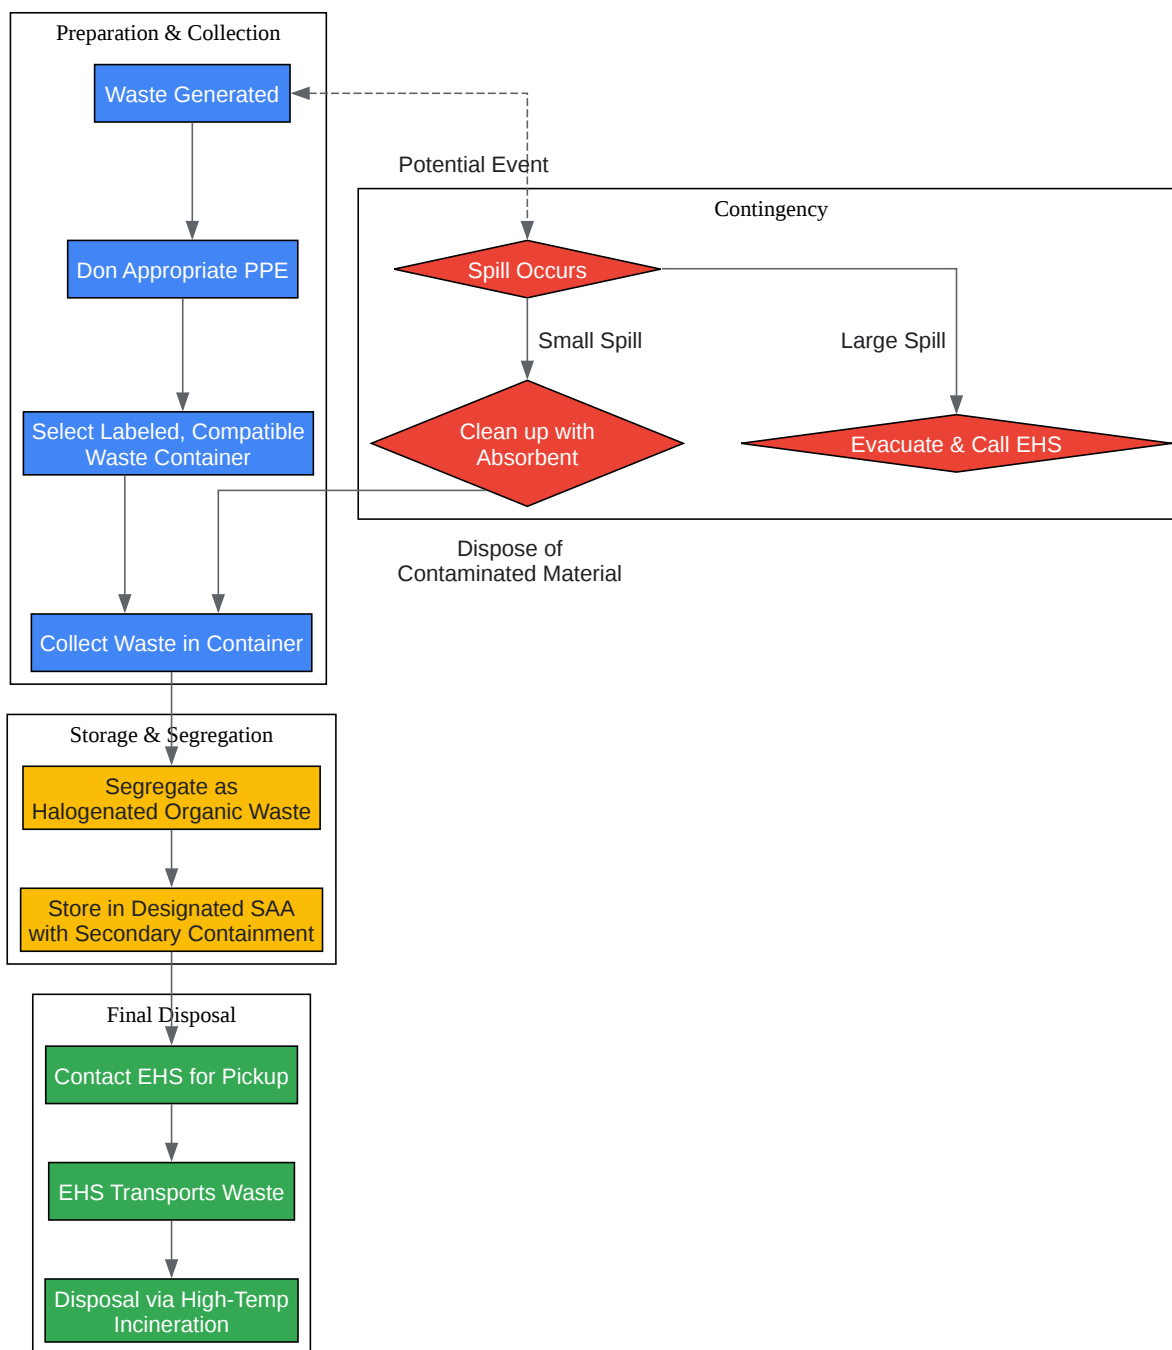 Preparation & Collection
Waste Generated
Potential Event
Contingency
Don Appropriate PPE
Spill Occurs
Small Spill
Large Spill
Select Labeled, Compatible
Waste Container
Clean up with
Absorbent
Evacuate & Call EHS
Dispose of
Contaminated Material
Collect Waste in Container
Storage & Segregation
Segregate as
Halogenated Organic Waste
Store in Designated SAA
with Secondary Containment
Final Disposal
Contact EHS for Pickup
EHS Transports Waste
Disposal via High-Temp
Incineration